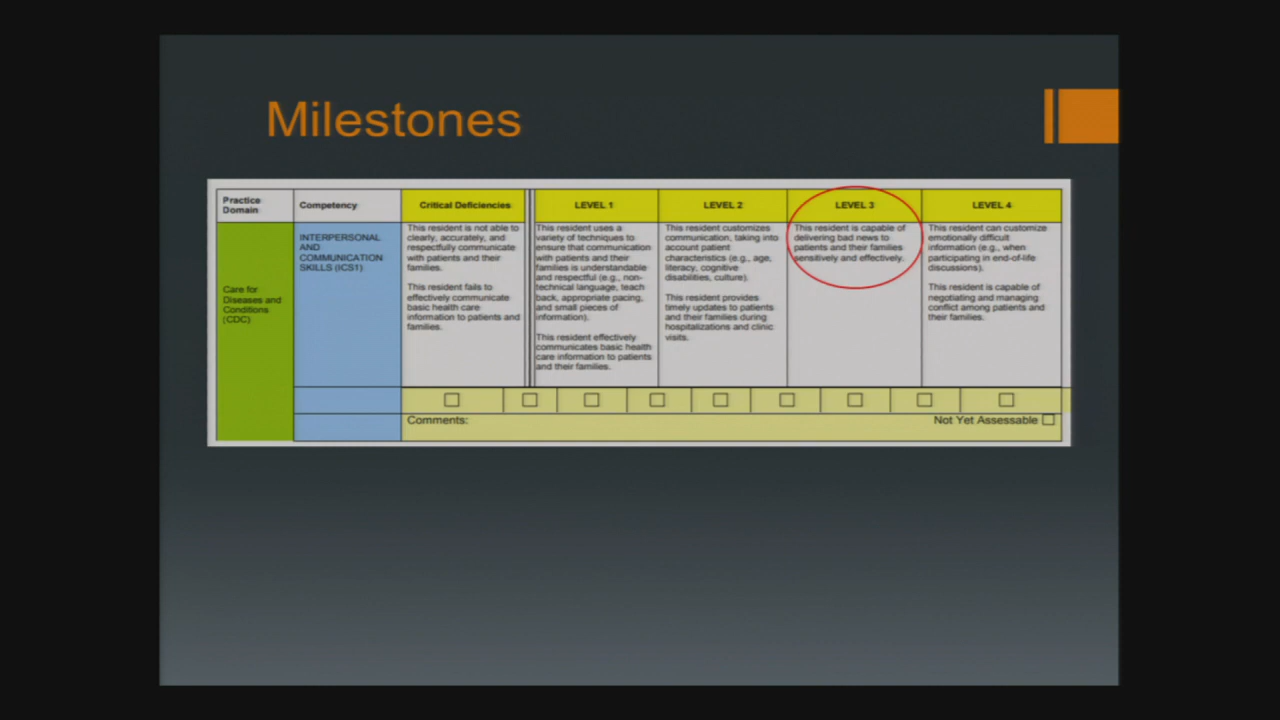 Milestones
Practice
Domain
Competency
Critical Deficiencies
LEVEL 1
LEVEL 2
LEVEL 3
LEVEL 4
Care for
Diseases and
Conditions
(CDC)
INTERPERSONAL
AND
COMMUNICATION
SKILLS (ICS1)
This resident is not able to
clearly, accurately, and
respectfully communicate
with patients and their
families.
This resident fails to
effectively communicate
basic health care
information to patients and
families.
This resident uses a
variety of techniques to
ensure that communication
with patients and their
families is understandable
and respectful (e.g., non-
technical language, teach
back, appropriate pacing,
and small pieces of
information).
This resident effectively
communicates basic health
care information to patients
and their families.
This resident customizes
communication, taking into
account patient
characteristics (e.g., age,
literacy, cognitive
disabilities, culture).
This resident provides
timely updates to patients
and their families during
hospitalizations and clinic
visits.
This resident is capable of
delivering bad news to
patients and their families
sensitively and effectively.
This resident can customize
emotionally difficult
information (e.g., when
participating in end-of-life
discussions).
This resident is capable of
negotiating and managing
conflict among patients and
their families.
Comments:
Not Yet Assessable